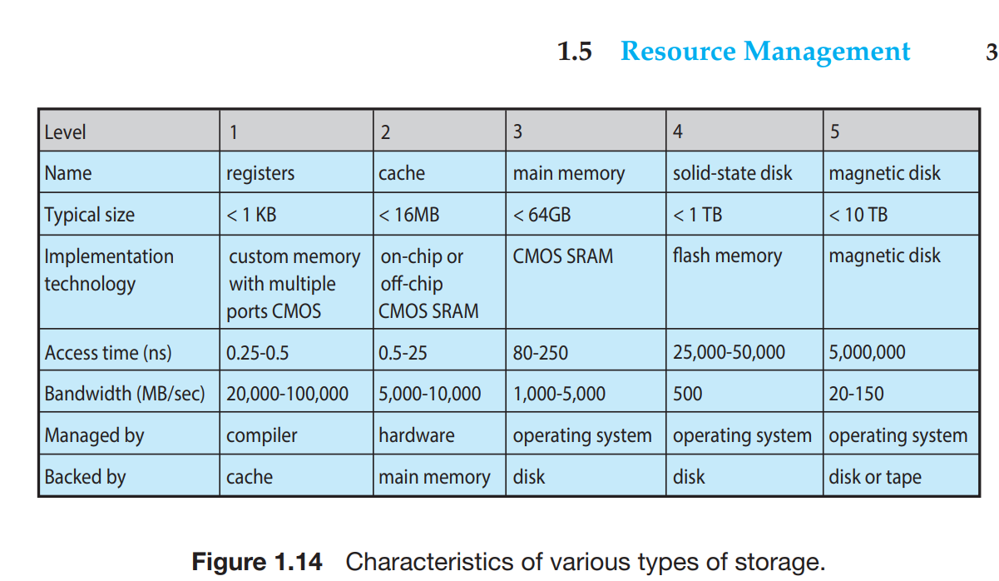 1.5 Resource Management 3
Level 1 2 3 4 5
Name registers cache main memory solid-state disk magnetic disk
Typical size < 1 KB < 16MB < 64GB < 1 TB < 10 TB
Implementation custom memory on-chip or CMOS SRAM flash memory magnetic disk
technology with multiple off-chip
ports CMOS CMOS SRAM
Access time (ns) 0.25-0.5 0.5-25 80-250 25,000-50,000 5,000,000
Bandwidth (MB/sec) 20,000-100,000 5,000-10,000 1,000-5,000 500 20-150
Managed by compiler hardware operating system operating system operating system
Backed by cache main memory disk disk disk or tape
Figure 1.14 Characteristics of various types of storage.